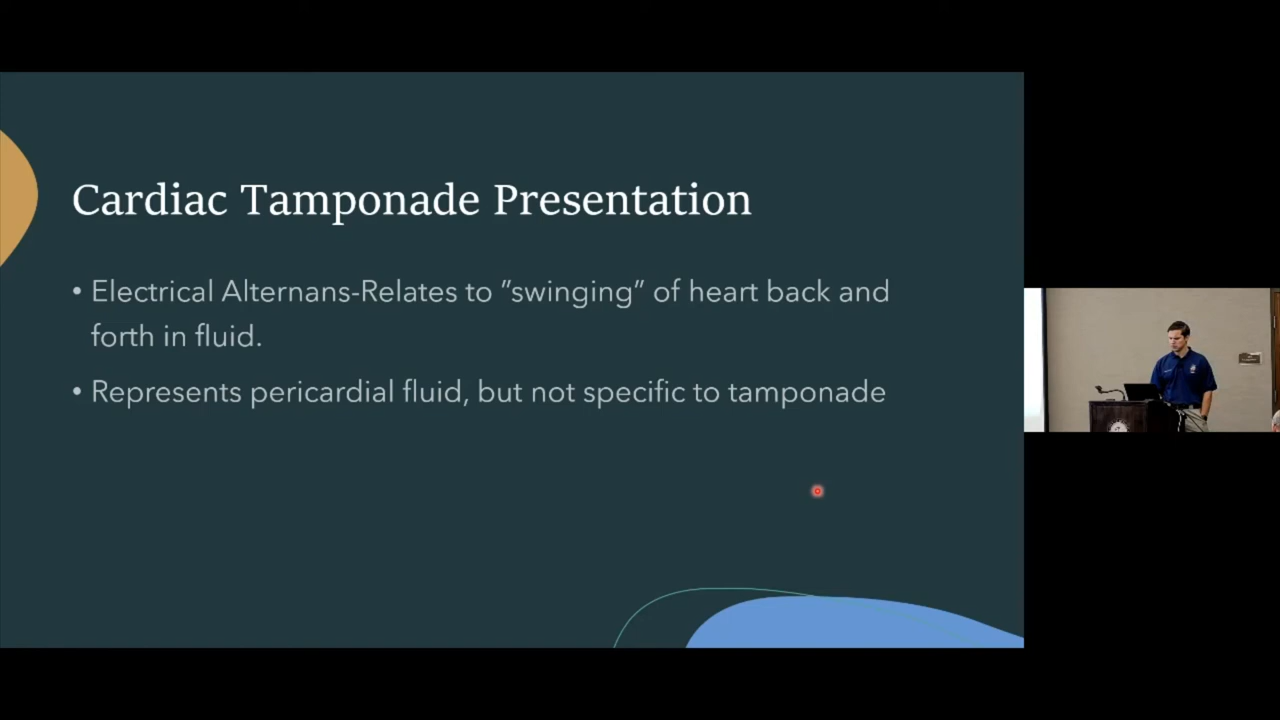 Cardiac Tamponade Presentation
• Electrical Alternans-Relates to ”swinging” of heart back and
forth in fluid.
• Represents pericardial fluid, but not specific to tamponade